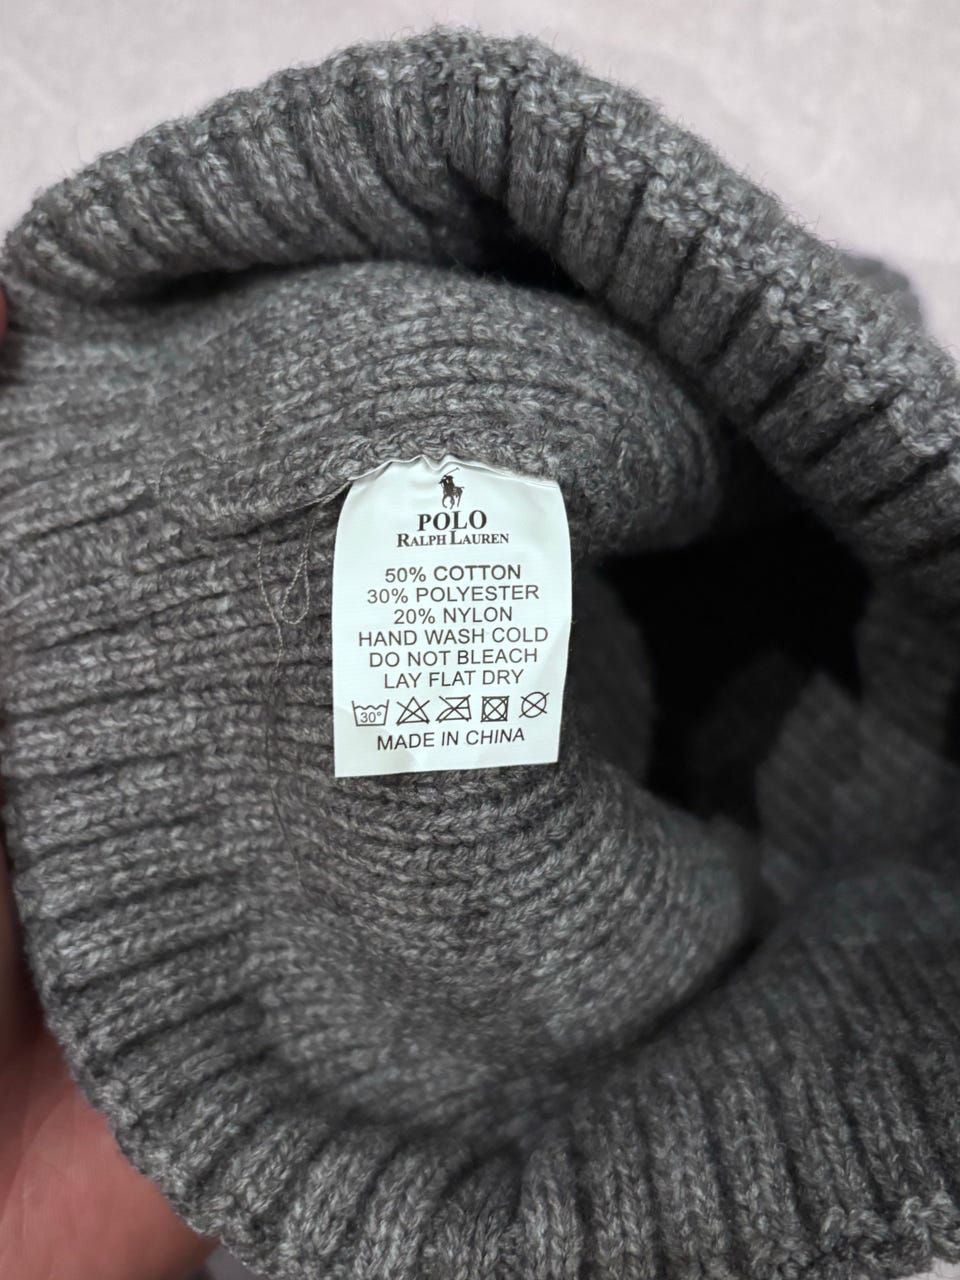 POLO
RALPH LAUREN
50% COTTON
30% POLYESTER
20% NYLON
HAND WASH COLD
DO NOT BLEACH
LAY FLAT DRY
30°
MADE IN CHINA